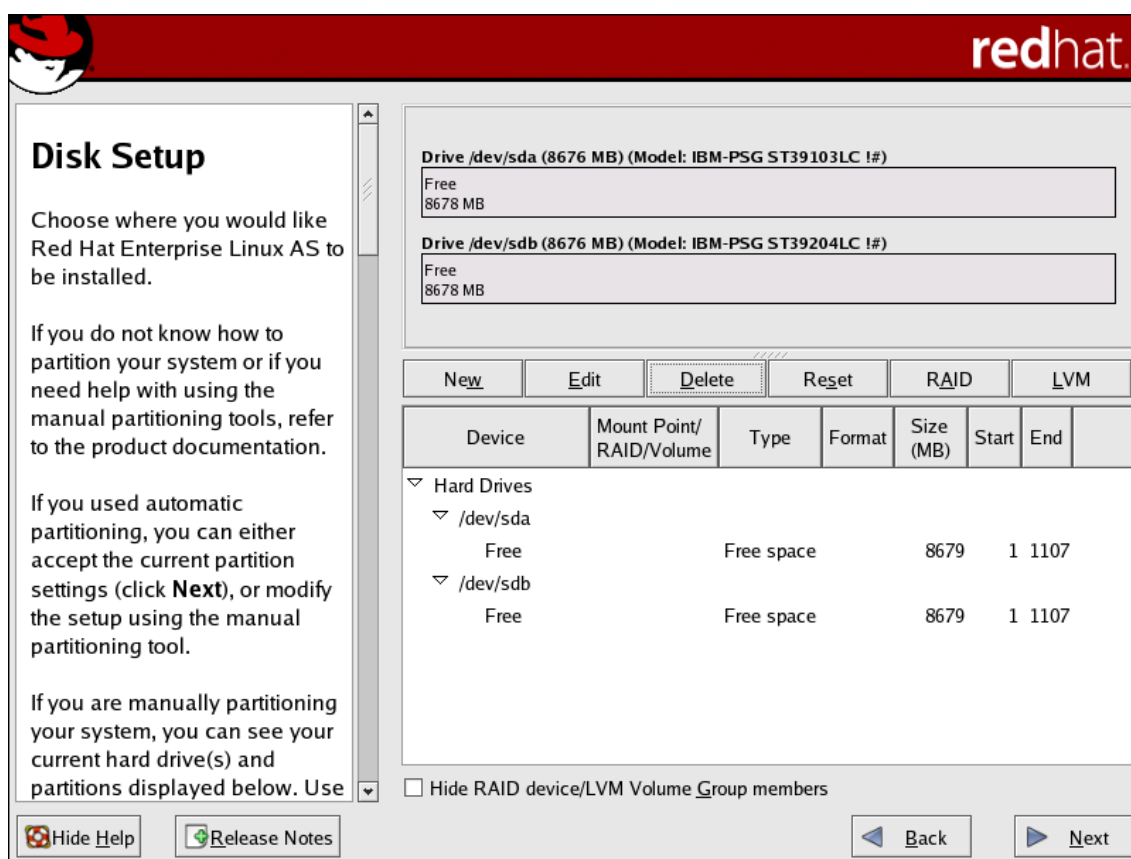 redhat.
Disk Setup
Choose where you would like
Red Hat Enterprise Linux AS to
be installed.
If you do not know how to
partition your system or if you
need help with using the
manual partitioning tools, refer
to the product documentation.
If you used automatic
partitioning, you can either
accept the current partition
settings (click Next), or modify
the setup using the manual
partitioning tool.
If you are manually partitioning
your system, you can see your
current hard drive(s) and
partitions displayed below. Use
Drive /dev/sda (8676 MB) (Model: IBM-PSG ST39103LC !#)
Free
8678 MB
Drive /dev/sdb (8676 MB) (Model: IBM-PSG ST39204LC !#)
Free
8678 MB
New Edit Delete Reset RAID LVM
Device Mount Point/ RAID/Volume Type Format Size (MB) Start End
Hard Drives
/dev/sda
Free Free space 8679 1 1107
/dev/sdb
Free Free space 8679 1 1107
Hide RAID device/LVM Volume Group members
Hide Help Release Notes Back Next